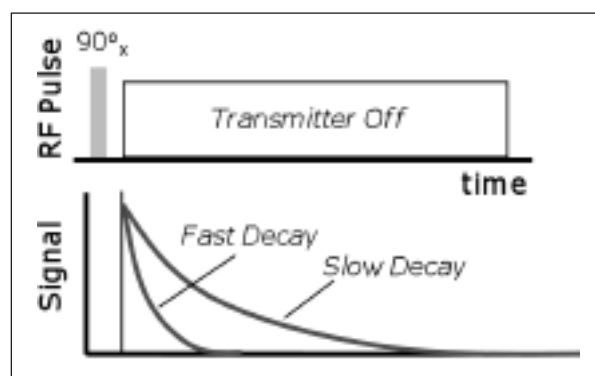 90°x
RF Pulse
Transmitter Off
time
Signal
Fast Decay
Slow Decay